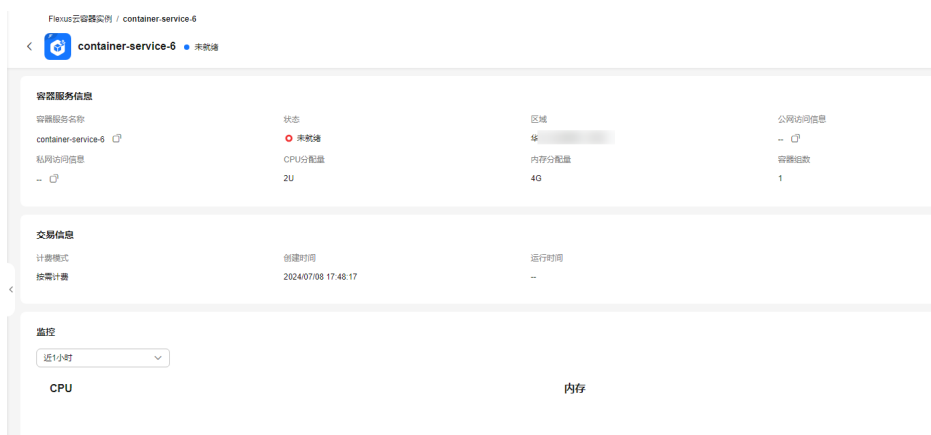 Flexus云容器实例 / container-service-6
container-service-6 未就绪
容器服务信息
容器服务名称 状态 区域 公网访问信息
container-service-6 未就绪 华 --
私网访问信息 CPU分配量 内存分配量 容器组数
-- 2U 4G 1
交易信息
计费模式 创建时间 运行时间
按需计费 2024/07/08 17:48:17 --
监控
近1小时
CPU 内存